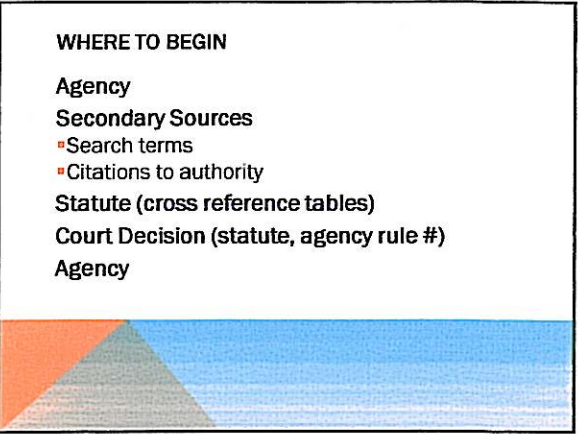 WHERE TO BEGIN
Agency
Secondary Sources
▪Search terms
▪Citations to authority
Statute (cross reference tables)
Court Decision (statute, agency rule #)
Agency